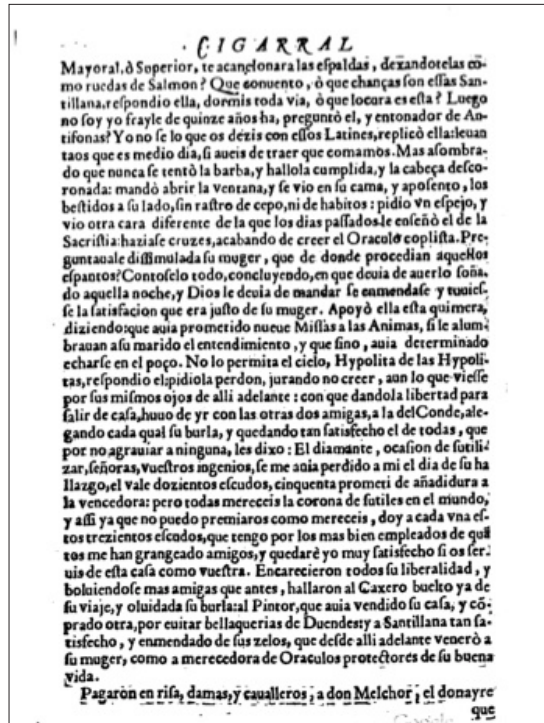 CIGARRAL
Mayoral, ò Soperior, te acancionara las espaldas, dexandotelas co-
mo ruedas de Salmon? Que conuento, ò que chanças son essas San-
tillana, respondio ella, dormis toda via, ò que locura es esta? Luego
no soy yo frayle de quinze años ha, preguntò el, y entonador de An-
tifonas? Yo no se lo que os dezis con essos Latines, replicò ella: leuan
taos que es medio dia, si aueis de traer que comamos. Mas asombra-
do que nunca se tentò la barba, y hallola cumplida, y la cabeça desco-
ronada: mandò abrir la ventana, y se vio en su cama, y aposento, los
bestidos a su lado, sin rastro de cepo, ni de habitos: pidio vn espejo, y
vio otra cara diferente de la que los dias passados le enseñò el de la
Sacristia: haziase cruzes, acabando de creer el Oraculo coplista. Pre-
guntauale dissimulada su muger, que de donde procedian aquellos
espantos? Contoselo todo, concluyendo, en que deuia de auerlo soña-
do aquella noche, y Dios le deuia de mandar se enmendase y tuuies-
se la satisfacion que era justo de su muger. Apoyò ella esta quimera,
diziendo: que auia prometido nueue Missas a las Animas, si le alum-
brauan a su marido el entendimiento, y que sino, auia determinado
echarse en el poço. No lo permita el cielo, Hypolita de las Hypoli-
tas, respondio el: pidiola perdon, jurando no creer, aun lo que viesse
por sus mismos ojos de alli adelante: con que dandola libertad para
salir de casa, huuo de yr con las otras dos amigas, a la del Conde, ale-
gando cada qual su burla, y quedando tan satisfecho el de todas, que
por no agrauiar a ninguna, les dixo: El diamante, ocasion de sutili-
zar, señoras, vuestros ingenios, se me auia perdido a mi el dia de su ha
llazgo, el vale dozientos escudos, cinquenta prometi de añadidura a
la vencedora: pero todas mereceis la corona de sutiles en el mundo,
y assi ya que no puedo premiaros como mereceis, doy a cada vna es-
tos trezientos escudos, que tengo por los mas bien empleados de quã
tos me han grangeado amigos, y quedarè yo muy satisfecho si os ser-
uis de esta casa como vuestra. Encarecieron todos su liberalidad, y
boluiendose mas amigas que antes, hallaron al Caxero buelto ya de
su viaje, y oluidada su burla: al Pintor, que auia vendido su casa, y cõ-
prado otra, por euitar bellaquerias de Duendes: y a Santillana tan sa-
tisfecho, y enmendado de sus zelos, que desde alli adelante venerò a
su muger, como a merecedora de Oraculos protectores de su buena
vida.
Pagaron en risa, damas, y caualleros, a don Melchor, el donayre
que